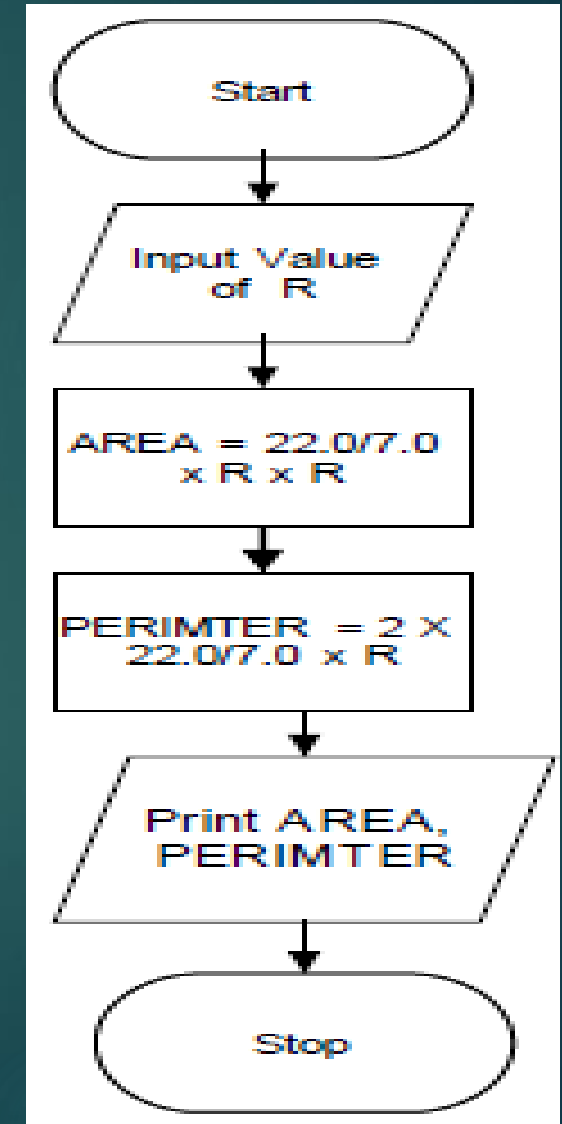 Start
Input Value
of R
AREA = 22.0/7.0
x R x R
PERIMTER = 2 X
22.0/7.0 x R
Print AREA,
PERIMTER
Stop